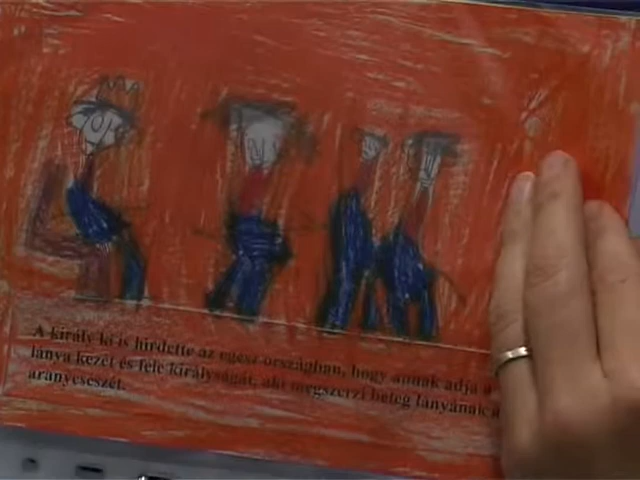 A király ki is hirdette az egész országban, hogy annak adja a
lánya kezét és fele királyságát, aki megszerzi beteg lányának
aranyecsészét.